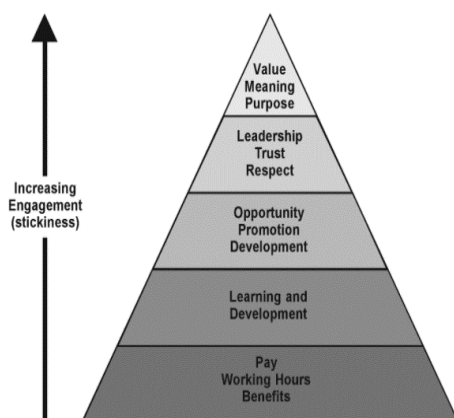 Value
Meaning
Purpose
Leadership
Trust
Respect
Increasing
Engagement
(stickiness)
Opportunity
Promotion
Development
Learning and
Development
Pay
Working Hours
Benefits